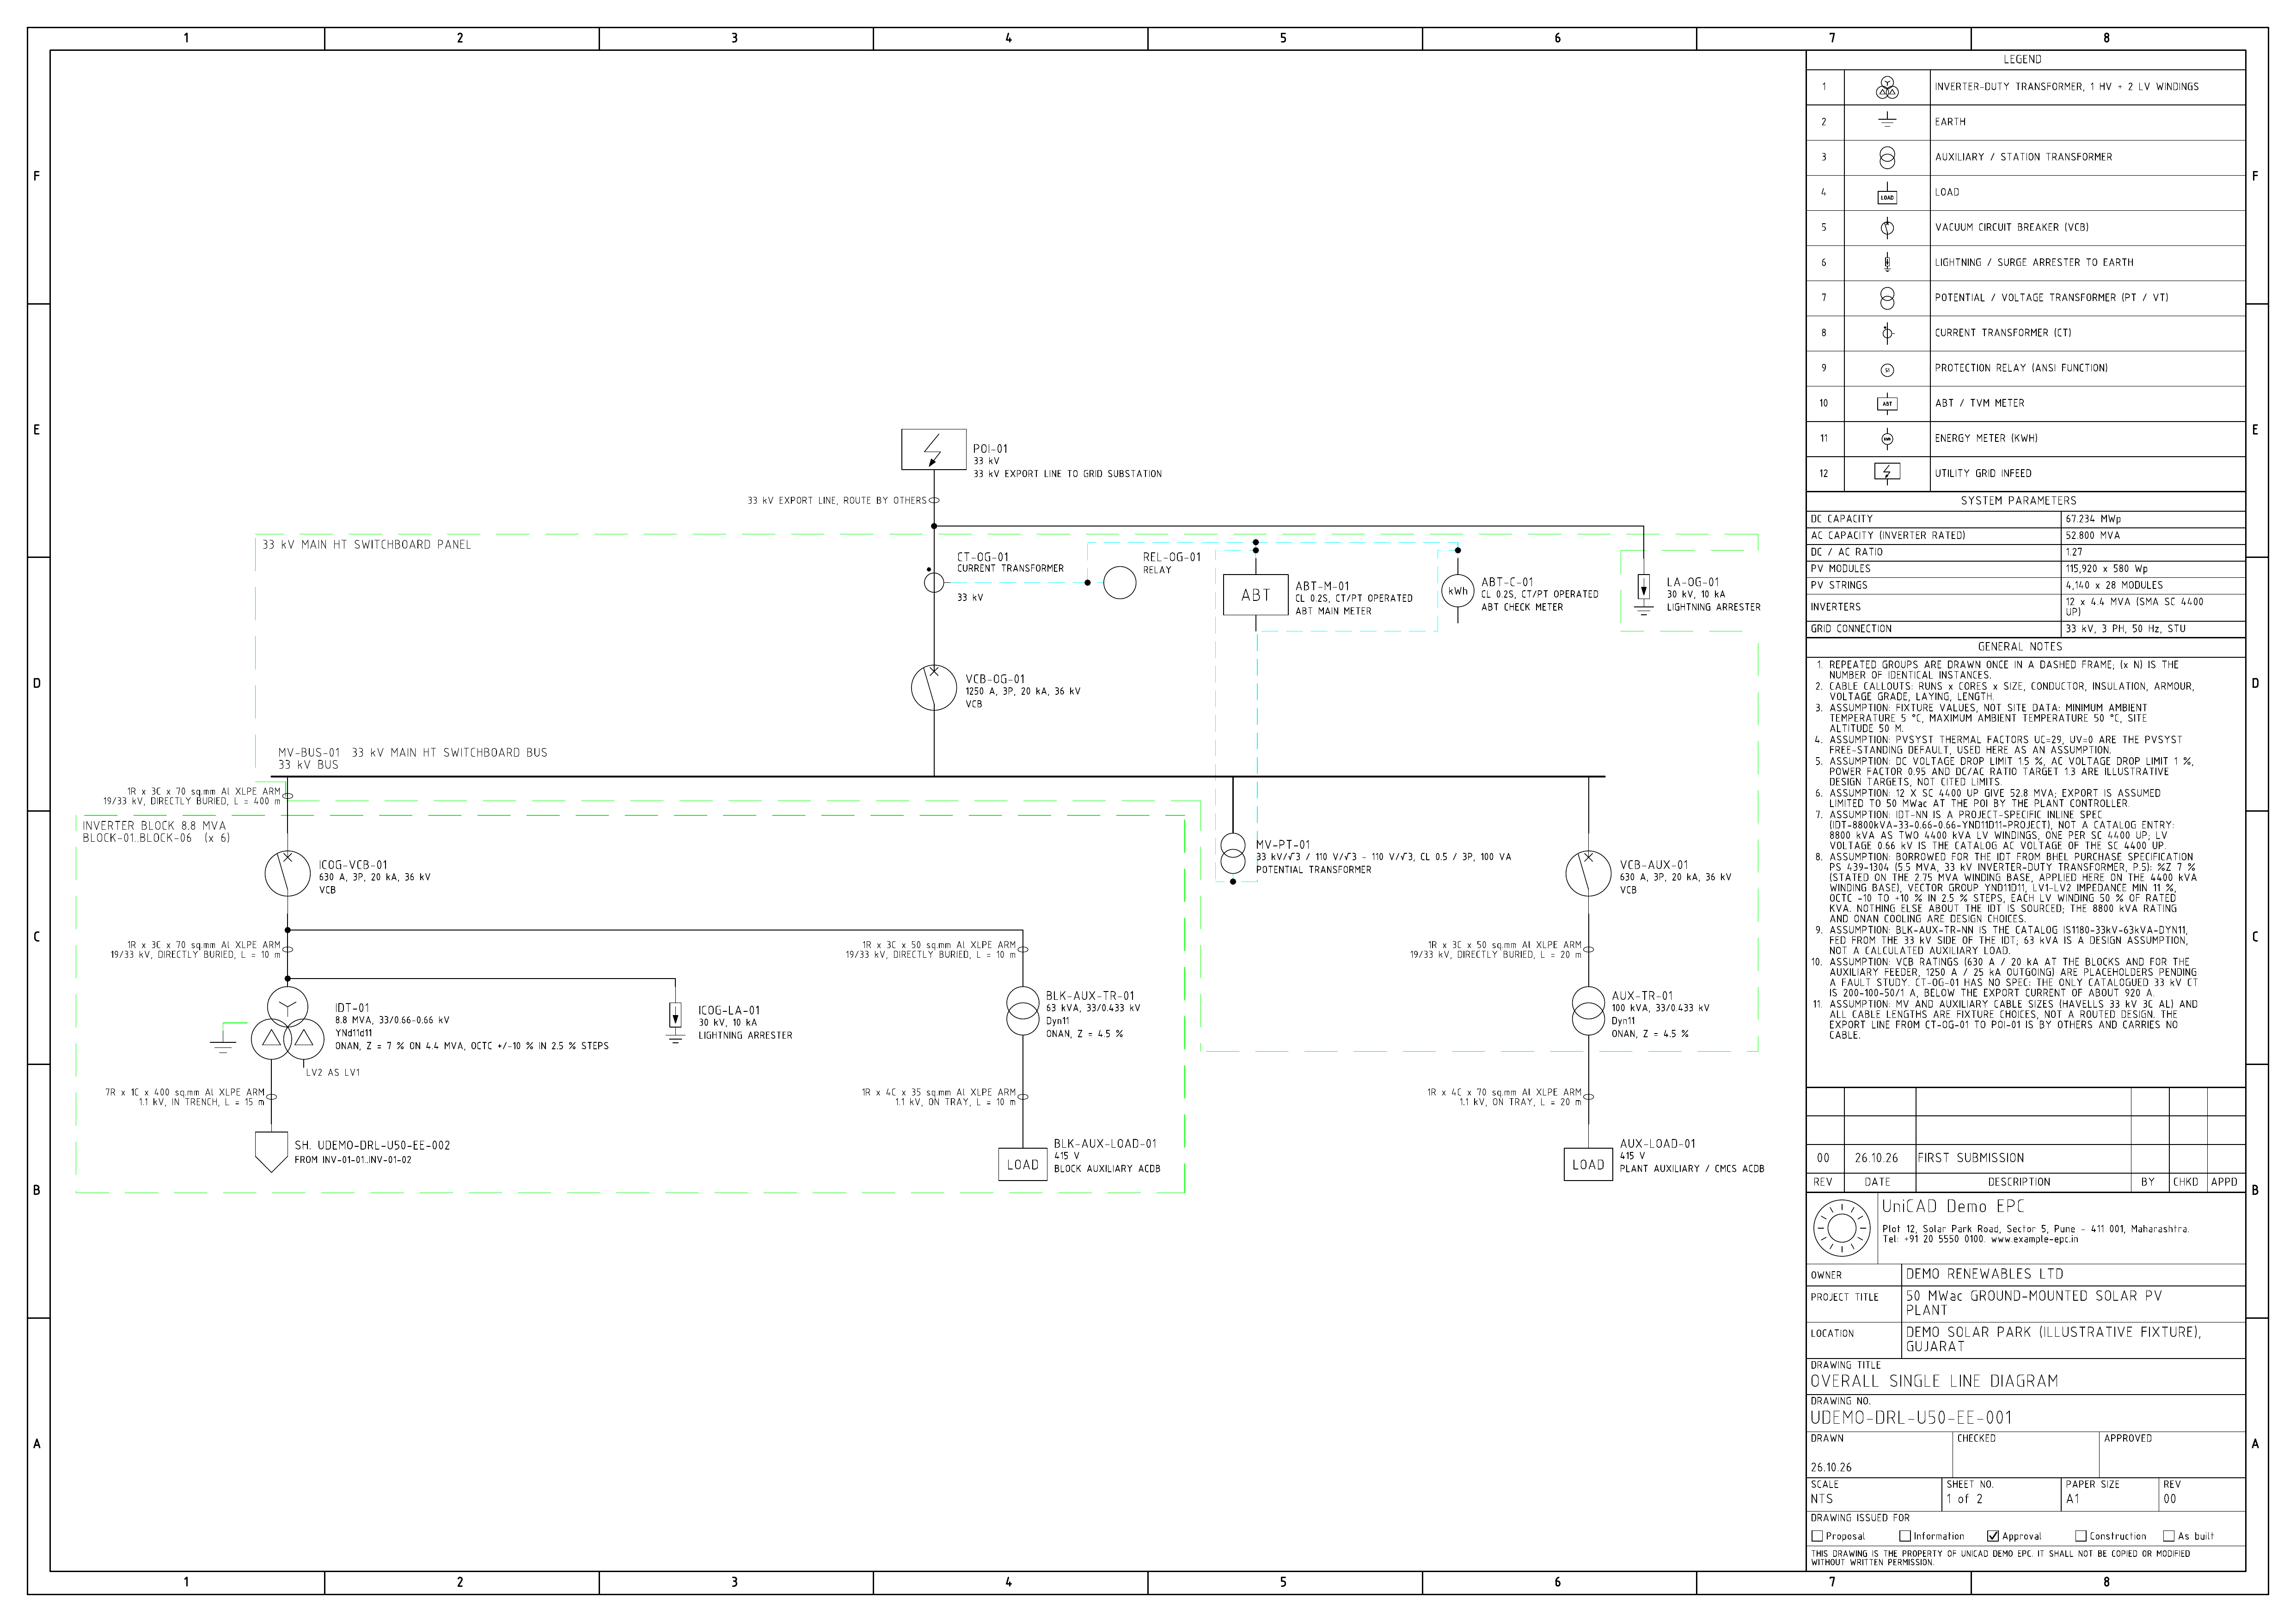 1 2 3 4 5 6 7 8
F
E
D
C
B
A
POI-01
33 kV
33 kV EXPORT LINE TO GRID SUBSTATION
33 kV EXPORT LINE, ROUTE BY OTHERS
33 kV MAIN HT SWITCHBOARD PANEL
CT-OG-01
CURRENT TRANSFORMER
33 kV
REL-OG-01
RELAY
ABT
ABT-M-01
CL 0.2S, CT/PT OPERATED
ABT MAIN METER
kWh
ABT-C-01
CL 0.2S, CT/PT OPERATED
ABT CHECK METER
LA-OG-01
30 kV, 10 kA
LIGHTNING ARRESTER
VCB-OG-01
1250 A, 3P, 20 kA, 36 kV
VCB
MV-BUS-01 33 kV MAIN HT SWITCHBOARD BUS
33 kV BUS
1R x 3C x 70 sq.mm Al XLPE ARM
19/33 kV, DIRECTLY BURIED, L = 400 m
INVERTER BLOCK 8.8 MVA
BLOCK-01..BLOCK-06 (x 6)
ICOG-VCB-01
630 A, 3P, 20 kA, 36 kV
VCB
MV-PT-01
33 kV/√3 / 110 V/√3 - 110 V/√3, CL 0.5 / 3P, 100 VA
POTENTIAL TRANSFORMER
VCB-AUX-01
630 A, 3P, 20 kA, 36 kV
VCB
1R x 3C x 70 sq.mm Al XLPE ARM
19/33 kV, DIRECTLY BURIED, L = 10 m
1R x 3C x 50 sq.mm Al XLPE ARM
19/33 kV, DIRECTLY BURIED, L = 10 m
1R x 3C x 50 sq.mm Al XLPE ARM
19/33 kV, DIRECTLY BURIED, L = 20 m
IDT-01
8.8 MVA, 33/0.66-0.66 kV
YNd11d11
ONAN, Z = 7 % ON 4.4 MVA, OCTC +/-10 % IN 2.5 % STEPS
LV2 AS LV1
ICOG-LA-01
30 kV, 10 kA
LIGHTNING ARRESTER
BLK-AUX-TR-01
63 kVA, 33/0.433 kV
Dyn11
ONAN, Z = 4.5 %
AUX-TR-01
100 kVA, 33/0.433 kV
Dyn11
ONAN, Z = 4.5 %
7R x 1C x 400 sq.mm Al XLPE ARM
1.1 kV, IN TRENCH, L = 15 m
1R x 4C x 35 sq.mm Al XLPE ARM
1.1 kV, ON TRAY, L = 10 m
1R x 4C x 70 sq.mm Al XLPE ARM
1.1 kV, ON TRAY, L = 20 m
SH. UDEMO-DRL-U50-EE-002
FROM INV-01-01..INV-01-02
LOAD
BLK-AUX-LOAD-01
415 V
BLOCK AUXILIARY ACDB
LOAD
AUX-LOAD-01
415 V
PLANT AUXILIARY / CMCS ACDB
LEGEND
1 INVERTER-DUTY TRANSFORMER, 1 HV + 2 LV WINDINGS
2 EARTH
3 AUXILIARY / STATION TRANSFORMER
4 LOAD LOAD
5 VACUUM CIRCUIT BREAKER (VCB)
6 LIGHTNING / SURGE ARRESTER TO EARTH
7 POTENTIAL / VOLTAGE TRANSFORMER (PT / VT)
8 CURRENT TRANSFORMER (CT)
9 51 PROTECTION RELAY (ANSI FUNCTION)
10 ABT ABT / TVM METER
11 kWh ENERGY METER (KWH)
12 UTILITY GRID INFEED
SYSTEM PARAMETERS
DC CAPACITY 67.234 MWp
AC CAPACITY (INVERTER RATED) 52.800 MVA
DC / AC RATIO 1.27
PV MODULES 115,920 x 580 Wp
PV STRINGS 4,140 x 28 MODULES
INVERTERS 12 x 4.4 MVA (SMA SC 4400
UP)
GRID CONNECTION 33 kV, 3 PH, 50 Hz, STU
GENERAL NOTES
1. REPEATED GROUPS ARE DRAWN ONCE IN A DASHED FRAME; (x N) IS THE
NUMBER OF IDENTICAL INSTANCES.
2. CABLE CALLOUTS: RUNS x CORES x SIZE, CONDUCTOR, INSULATION, ARMOUR,
VOLTAGE GRADE, LAYING, LENGTH.
3. ASSUMPTION: FIXTURE VALUES, NOT SITE DATA: MINIMUM AMBIENT
TEMPERATURE 5 °C, MAXIMUM AMBIENT TEMPERATURE 50 °C, SITE
ALTITUDE 50 M.
4. ASSUMPTION: PVSYST THERMAL FACTORS UC=29, UV=0 ARE THE PVSYST
FREE-STANDING DEFAULT, USED HERE AS AN ASSUMPTION.
5. ASSUMPTION: DC VOLTAGE DROP LIMIT 1.5 %, AC VOLTAGE DROP LIMIT 1 %,
POWER FACTOR 0.95 AND DC/AC RATIO TARGET 1.3 ARE ILLUSTRATIVE
DESIGN TARGETS, NOT CITED LIMITS.
6. ASSUMPTION: 12 X SC 4400 UP GIVE 52.8 MVA; EXPORT IS ASSUMED
LIMITED TO 50 MWac AT THE POI BY THE PLANT CONTROLLER.
7. ASSUMPTION: IDT-NN IS A PROJECT-SPECIFIC INLINE SPEC
(IDT-8800kVA-33-0.66-0.66-YND11D11-PROJECT), NOT A CATALOG ENTRY:
8800 kVA AS TWO 4400 kVA LV WINDINGS, ONE PER SC 4400 UP; LV
VOLTAGE 0.66 kV IS THE CATALOG AC VOLTAGE OF THE SC 4400 UP.
8. ASSUMPTION: BORROWED FOR THE IDT FROM BHEL PURCHASE SPECIFICATION
PS 439-1304 (5.5 MVA, 33 kV INVERTER-DUTY TRANSFORMER, P.5): %Z 7 %
(STATED ON THE 2.75 MVA WINDING BASE, APPLIED HERE ON THE 4400 kVA
WINDING BASE), VECTOR GROUP YND11D11, LV1-LV2 IMPEDANCE MIN 11 %,
OCTC -10 TO +10 % IN 2.5 % STEPS, EACH LV WINDING 50 % OF RATED
KVA. NOTHING ELSE ABOUT THE IDT IS SOURCED; THE 8800 kVA RATING
AND ONAN COOLING ARE DESIGN CHOICES.
9. ASSUMPTION: BLK-AUX-TR-NN IS THE CATALOG IS1180-33kV-63kVA-DYN11,
FED FROM THE 33 kV SIDE OF THE IDT; 63 kVA IS A DESIGN ASSUMPTION,
NOT A CALCULATED AUXILIARY LOAD.
10. ASSUMPTION: VCB RATINGS (630 A / 20 kA AT THE BLOCKS AND FOR THE
AUXILIARY FEEDER, 1250 A / 25 kA OUTGOING) ARE PLACEHOLDERS PENDING
A FAULT STUDY. CT-OG-01 HAS NO SPEC: THE ONLY CATALOGUED 33 kV CT
IS 200-100-50/1 A, BELOW THE EXPORT CURRENT OF ABOUT 920 A.
11. ASSUMPTION: MV AND AUXILIARY CABLE SIZES (HAVELLS 33 kV 3C AL) AND
ALL CABLE LENGTHS ARE FIXTURE CHOICES, NOT A ROUTED DESIGN. THE
EXPORT LINE FROM CT-OG-01 TO POI-01 IS BY OTHERS AND CARRIES NO
CABLE.
00 26.10.26 FIRST SUBMISSION
REV DATE DESCRIPTION BY CHKD APPD
UniCAD Demo EPC
Plot 12, Solar Park Road, Sector 5, Pune - 411 001, Maharashtra.
Tel: +91 20 5550 0100. www.example-epc.in
OWNER DEMO RENEWABLES LTD
PROJECT TITLE 50 MWac GROUND-MOUNTED SOLAR PV
PLANT
LOCATION DEMO SOLAR PARK (ILLUSTRATIVE FIXTURE),
GUJARAT
DRAWING TITLE
OVERALL SINGLE LINE DIAGRAM
DRAWING NO.
UDEMO-DRL-U50-EE-001
DRAWN CHECKED APPROVED
26.10.26
SCALE SHEET NO. PAPER SIZE REV
NTS 1 of 2 A1 00
DRAWING ISSUED FOR
Proposal Information Approval Construction As built
THIS DRAWING IS THE PROPERTY OF UNICAD DEMO EPC. IT SHALL NOT BE COPIED OR MODIFIED
WITHOUT WRITTEN PERMISSION.
F
E
D
C
B
A
1 2 3 4 5 6 7 8